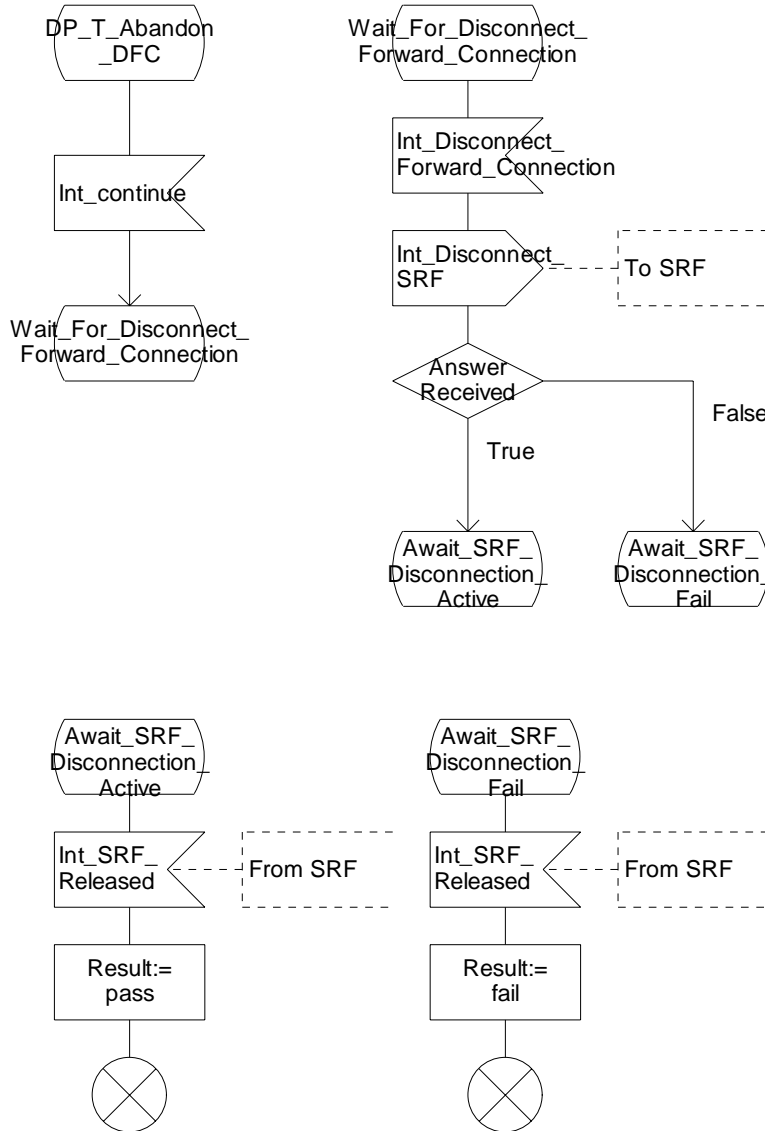 DP_T_Abandon
_DFC
Int_continue
Wait_For_Disconnect_
Forward_Connection
Wait_For_Disconnect_
Forward_Connection
Int_Disconnect_
Forward_Connection
Int_Disconnect_
SRF
To SRF
Answer
Received
True
False
Await_SRF_
Disconnection_
Active
Await_SRF_
Disconnection_
Fail
Await_SRF_
Disconnection_
Active
Int_SRF_
Released
From SRF
Result:=
pass
Await_SRF_
Disconnection_
Fail
Int_SRF_
Released
From SRF
Result:=
fail